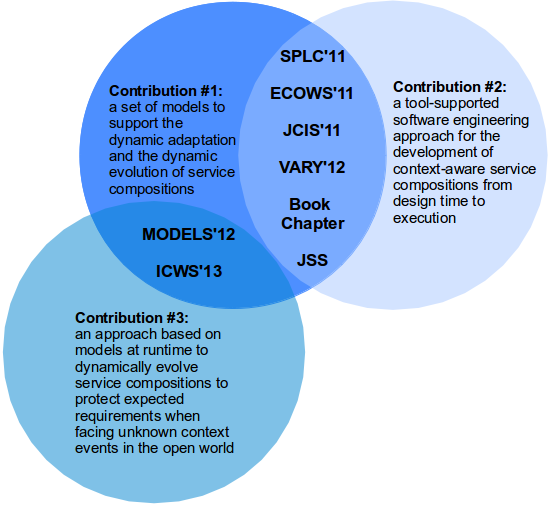 SPLC'11
ECOWS'11
JCIS'11
VARY'12
Book
Chapter
JSS
Contribution #1:
a set of models to
support the
dynamic adaptation
and the dynamic
evolution of service
compositions
Contribution #2:
a tool-supported
software engineering
approach for the
development of
context-aware service
compositions from
design time to
execution
MODELS'12
ICWS'13
Contribution #3:
an approach based on
models at runtime to
dynamically evolve
service compositions to
protect expected
requirements when
facing unknown context
events in the open world